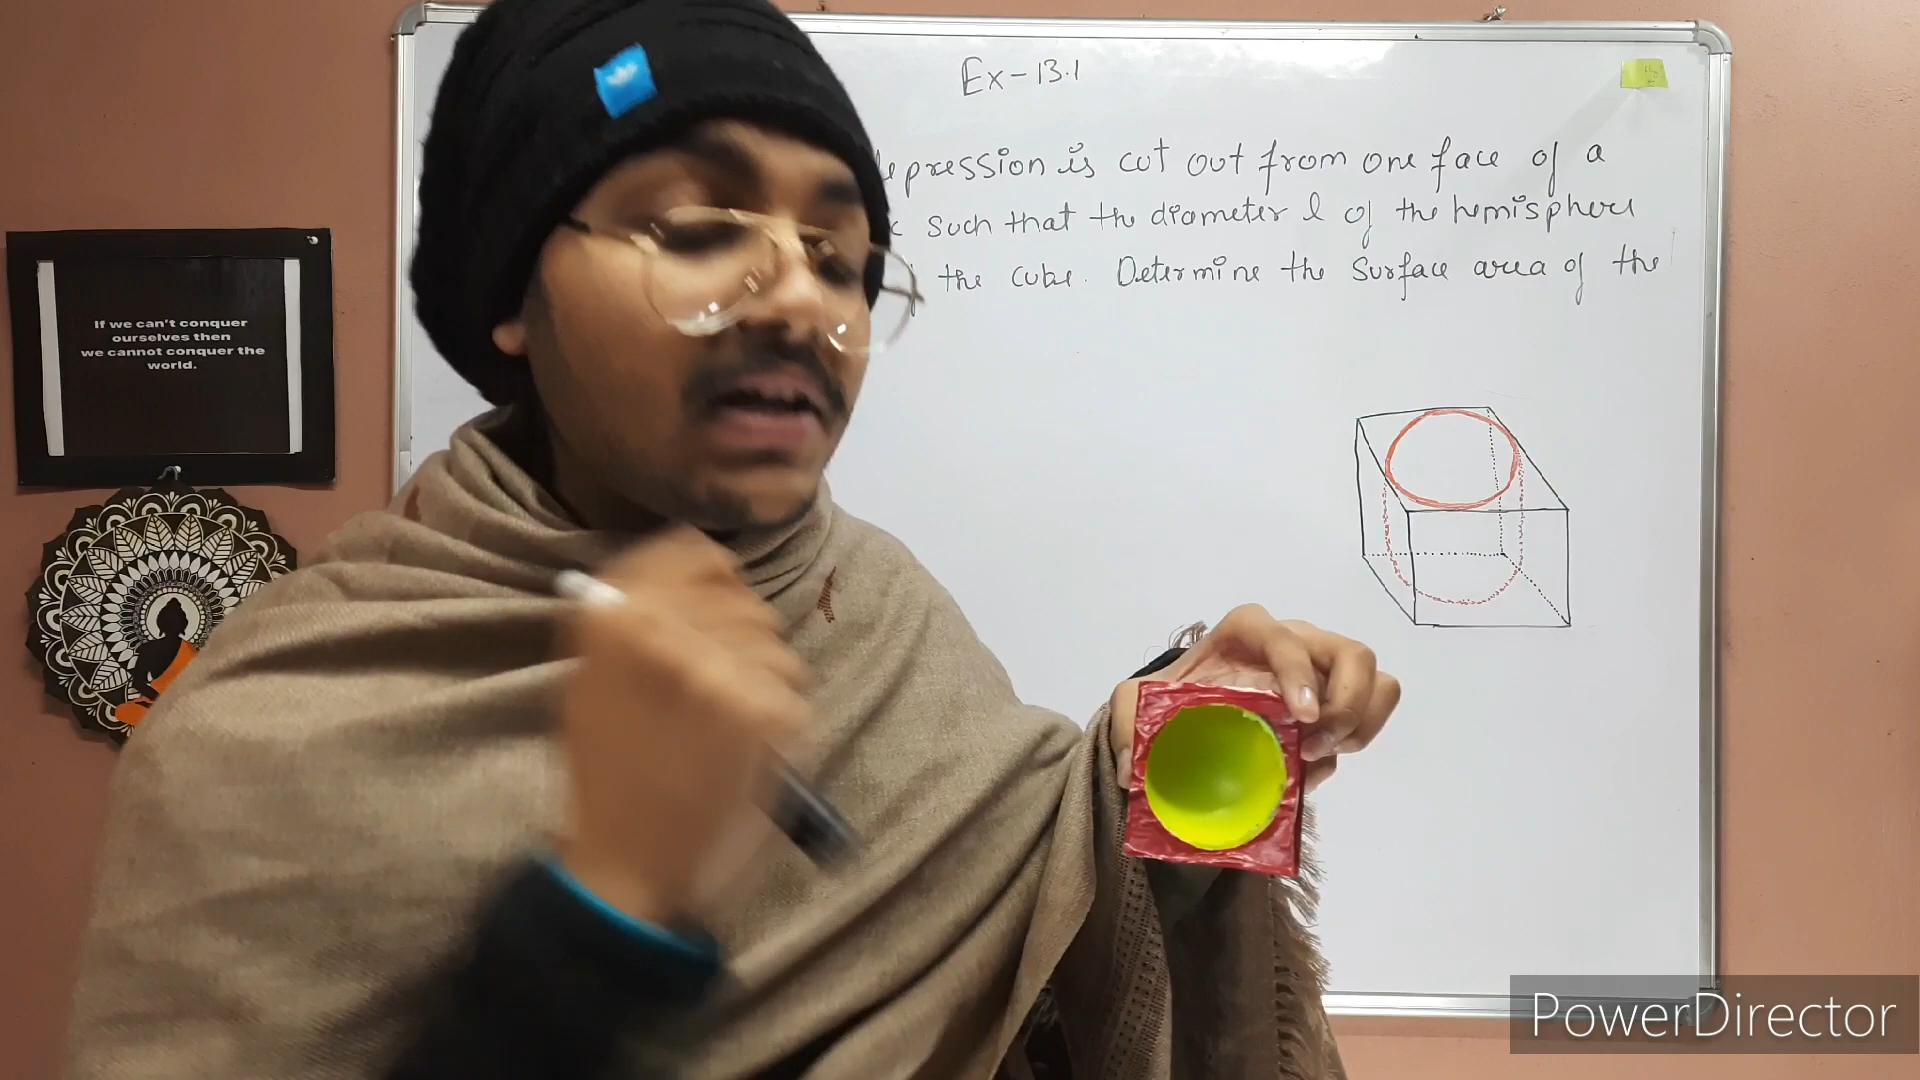 Ex-13.1
depression is cut out from one face of a
such that the diameter l of the hemisphere
the cube. Determine the surface area of the
If we can't conquer
ourselves then
we cannot conquer the
world.
PowerDirector